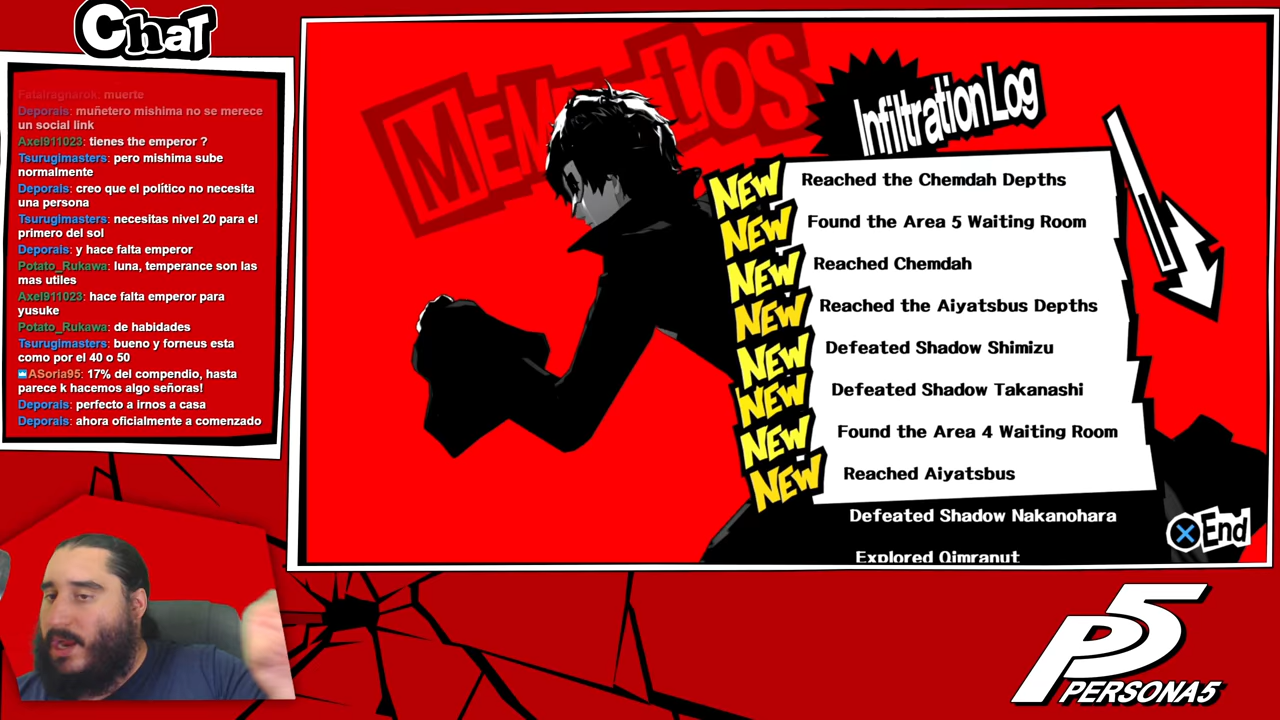 Chat
Fatalragnarok: muerte
Deporais: muñetero mishima no se merece
un social link
Axel911023: tienes the emperor ?
Tsurugimasters: pero mishima sube
normalmente
Deporais: creo que el político no necesita
una persona
Tsurugimasters: necesitas nivel 20 para el
primero del sol
Deporais: y hace falta emperor
Potato_Rukawa: luna, temperance son las
mas utiles
Axel911023: hace falta emperor para
yusuke
Potato_Rukawa: de habidades
Tsurugimasters: bueno y forneus esta
como por el 40 o 50
ASoria95: 17% del compendio, hasta
parece k hacemos algo señoras!
Deporais: perfecto a irnos a casa
Deporais: ahora oficialmente a comenzado
MEMENTOS
Infiltration Log
NEW Reached the Chemdah Depths
NEW Found the Area 5 Waiting Room
NEW Reached Chemdah
NEW Reached the Aiyatsbus Depths
NEW Defeated Shadow Shimizu
NEW Defeated Shadow Takanashi
NEW Found the Area 4 Waiting Room
NEW Reached Aiyatsbus
Defeated Shadow Nakanohara
Explored Qimranut
End
P5
PERSONA5